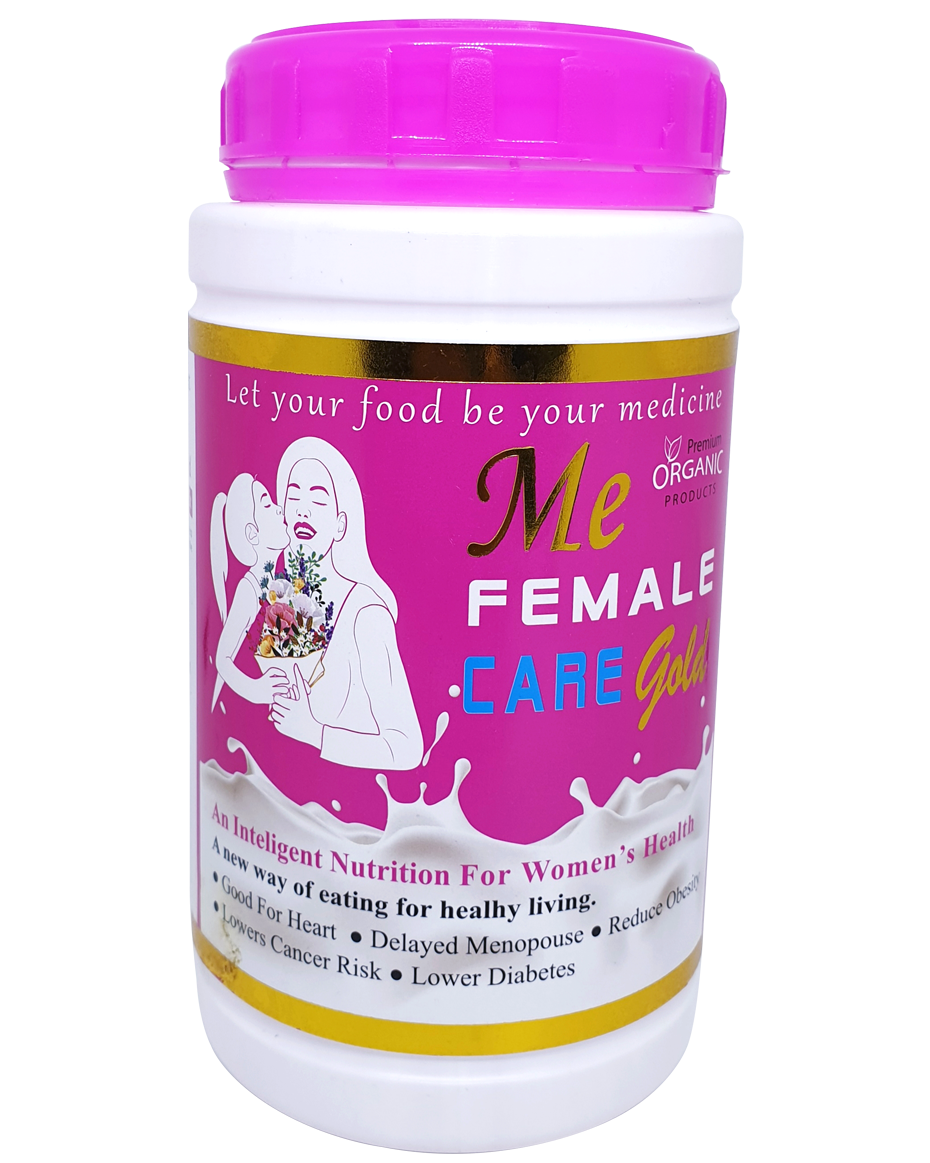 Let your food be your medicine
Premium
ORGANIC
PRODUCTS
Me
FEMALE
CARE Gold
An Inteligent Nutrition For Women's Health
A new way of eating for healhy living.
• Good For Heart • Delayed Menopouse • Reduce Obesity
• Lowers Cancer Risk • Lower Diabetes